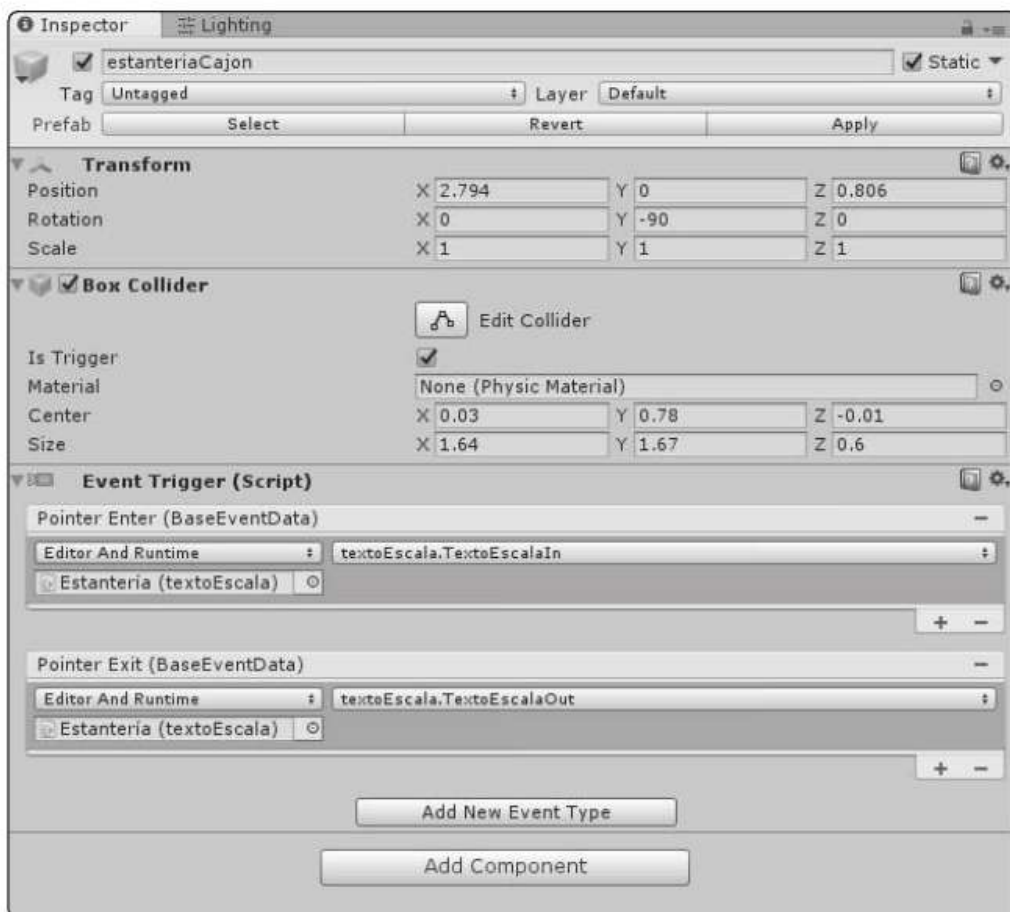 Inspector Lighting
estanteriaCajon Static
Tag Untagged Layer Default
Prefab Select Revert Apply
Transform
Position X 2.794 Y 0 Z 0.806
Rotation X 0 Y -90 Z 0
Scale X 1 Y 1 Z 1
Box Collider
Edit Collider
Is Trigger
Material None (Physic Material)
Center X 0.03 Y 0.78 Z -0.01
Size X 1.64 Y 1.67 Z 0.6
Event Trigger (Script)
Pointer Enter (BaseEventData)
Editor And Runtime textoEscala.TextoEscalaIn
Estantería (textoEscala)
Pointer Exit (BaseEventData)
Editor And Runtime textoEscala.TextoEscalaOut
Estantería (textoEscala)
Add New Event Type
Add Component